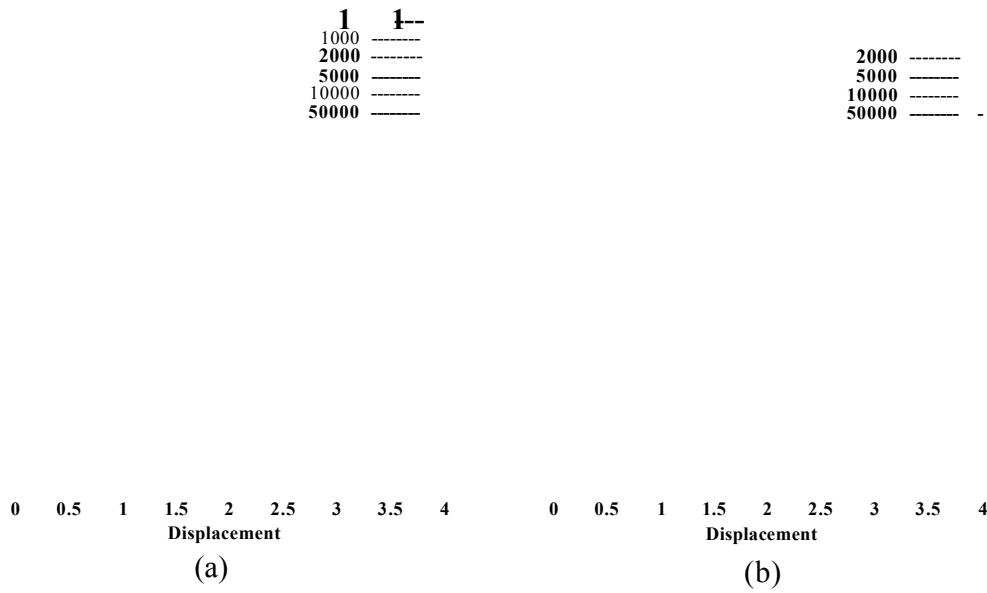 1 1---
1000 --------
2000 ---------
5000 --------
10000 --------
50000 --------
0 0.5 1 1.5 2 2.5 3 3.5 4
Displacement
(a)
2000 --------
5000 --------
10000 --------
50000 -------- -
0 0.5 1 1.5 2 2.5 3 3.5 4
Displacement
(b)